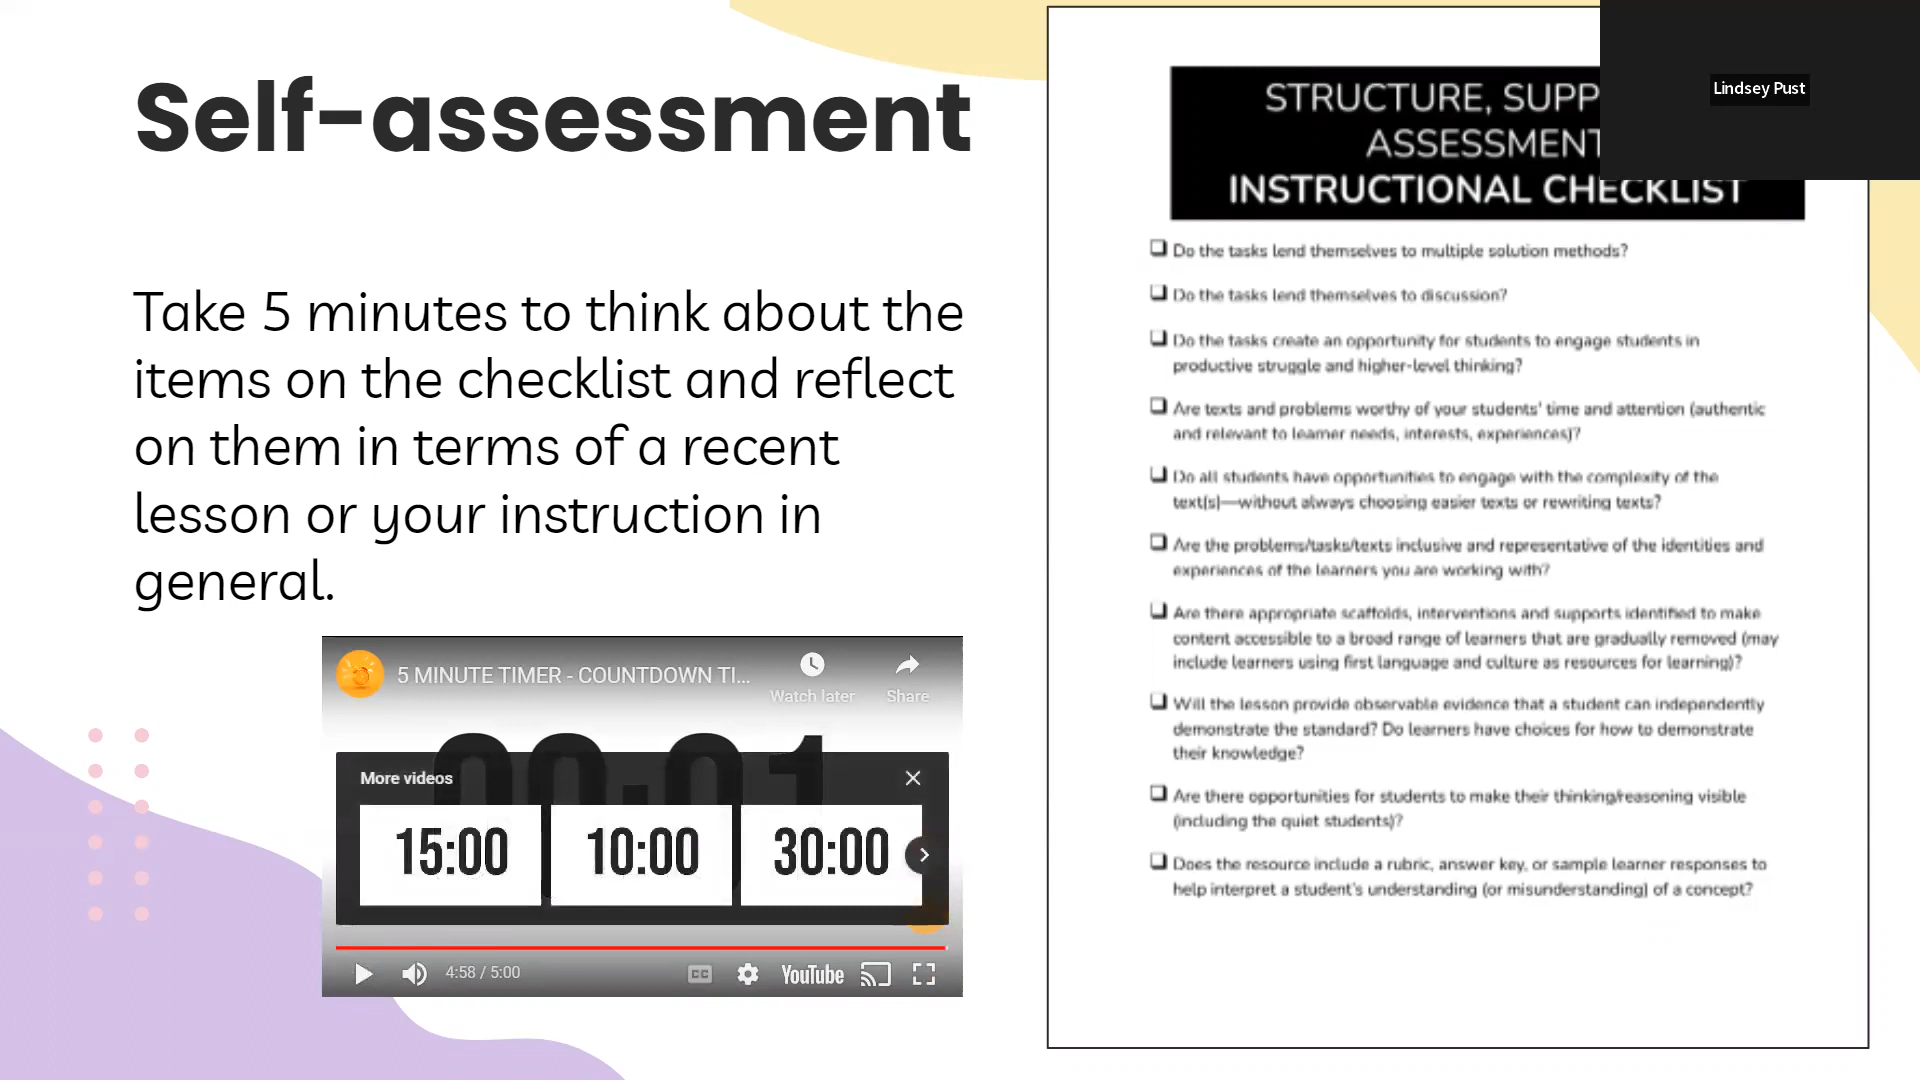 Self-assessment
Take 5 minutes to think about the
items on the checklist and reflect
on them in terms of a recent
lesson or your instruction in
general.
5 MINUTE TIMER - COUNTDOWN TI...
Watch later
Share
00:01
More videos
15:00
10:00
30:00
4:58 / 5:00
CC
YouTube
STRUCTURE,
ASSESSMENT
INSTRUCTIONAL CHECKLIST
Lindsey Pust
Do the tasks lend themselves to multiple solution methods?
Do the tasks lend themselves to discussion?
Do the tasks create an opportunity for students to engage students in
productive struggle and higher-level thinking?
Are texts and problems worthy of your students' time and attention (authentic
and relevant to learner needs, interests, experiences)?
Do all students have opportunities to engage with the complexity of the
text(s)—without always choosing easier texts or rewriting texts?
Are the problems/tasks/texts inclusive and representative of the identities and
experiences of the learners you are working with?
Are there appropriate scaffolds, interventions and supports identified to make
content accessible to a broad range of learners that are gradually removed (may
include learners using first language and culture as resources for learning)?
Will the lesson provide observable evidence that a student can independently
demonstrate the standard? Do learners have choices for how to demonstrate
their knowledge?
Are there opportunities for students to make their thinking/reasoning visible
(including the quiet students)?
Does the resource include a rubric, answer key, or sample learner responses to
help interpret a student's understanding (or misunderstanding) of a concept?